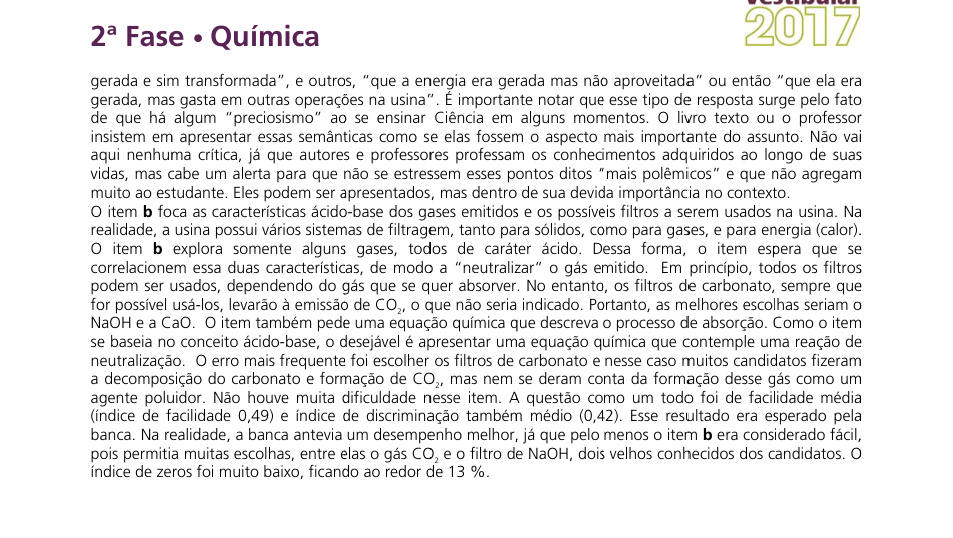 vestibular
2017
2ª Fase • Química
gerada e sim transformada”, e outros, “que a energia era gerada mas não aproveitada” ou então “que ela era
gerada, mas gasta em outras operações na usina”. É importante notar que esse tipo de resposta surge pelo fato
de que há algum “preciosismo” ao se ensinar Ciência em alguns momentos. O livro texto ou o professor
insistem em apresentar essas semânticas como se elas fossem o aspecto mais importante do assunto. Não vai
aqui nenhuma crítica, já que autores e professores professam os conhecimentos adquiridos ao longo de suas
vidas, mas cabe um alerta para que não se estressem esses pontos ditos “mais polêmicos” e que não agregam
muito ao estudante. Eles podem ser apresentados, mas dentro de sua devida importância no contexto.
O item b foca as características ácido-base dos gases emitidos e os possíveis filtros a serem usados na usina. Na
realidade, a usina possui vários sistemas de filtragem, tanto para sólidos, como para gases, e para energia (calor).
O item b explora somente alguns gases, todos de caráter ácido. Dessa forma, o item espera que se
correlacionem essa duas características, de modo a “neutralizar” o gás emitido. Em princípio, todos os filtros
podem ser usados, dependendo do gás que se quer absorver. No entanto, os filtros de carbonato, sempre que
for possível usá-los, levarão à emissão de CO₂, o que não seria indicado. Portanto, as melhores escolhas seriam o
NaOH e a CaO. O item também pede uma equação química que descreva o processo de absorção. Como o item
se baseia no conceito ácido-base, o desejável é apresentar uma equação química que contemple uma reação de
neutralização. O erro mais frequente foi escolher os filtros de carbonato e nesse caso muitos candidatos fizeram
a decomposição do carbonato e formação de CO₂, mas nem se deram conta da formação desse gás como um
agente poluidor. Não houve muita dificuldade nesse item. A questão como um todo foi de facilidade média
(índice de facilidade 0,49) e índice de discriminação também médio (0,42). Esse resultado era esperado pela
banca. Na realidade, a banca antevia um desempenho melhor, já que pelo menos o item b era considerado fácil,
pois permitia muitas escolhas, entre elas o gás CO₂ e o filtro de NaOH, dois velhos conhecidos dos candidatos. O
índice de zeros foi muito baixo, ficando ao redor de 13 %.